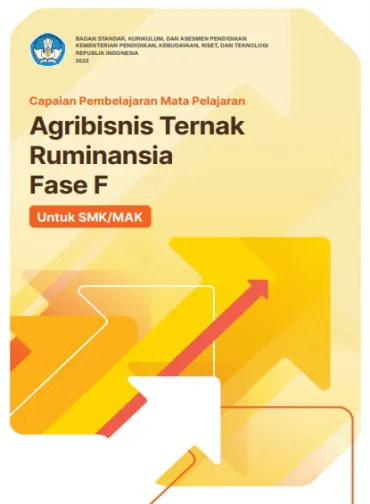 BADAN STANDAR, KURIKULUM, DAN ASESMEN PENDIDIKAN
KEMENTERIAN PENDIDIKAN, KEBUDAYAAN, RISET, DAN TEKNOLOGI
REPUBLIK INDONESIA
2022
Capaian Pembelajaran Mata Pelajaran
Agribisnis Ternak
Ruminansia
Fase F
Untuk SMK/MAK